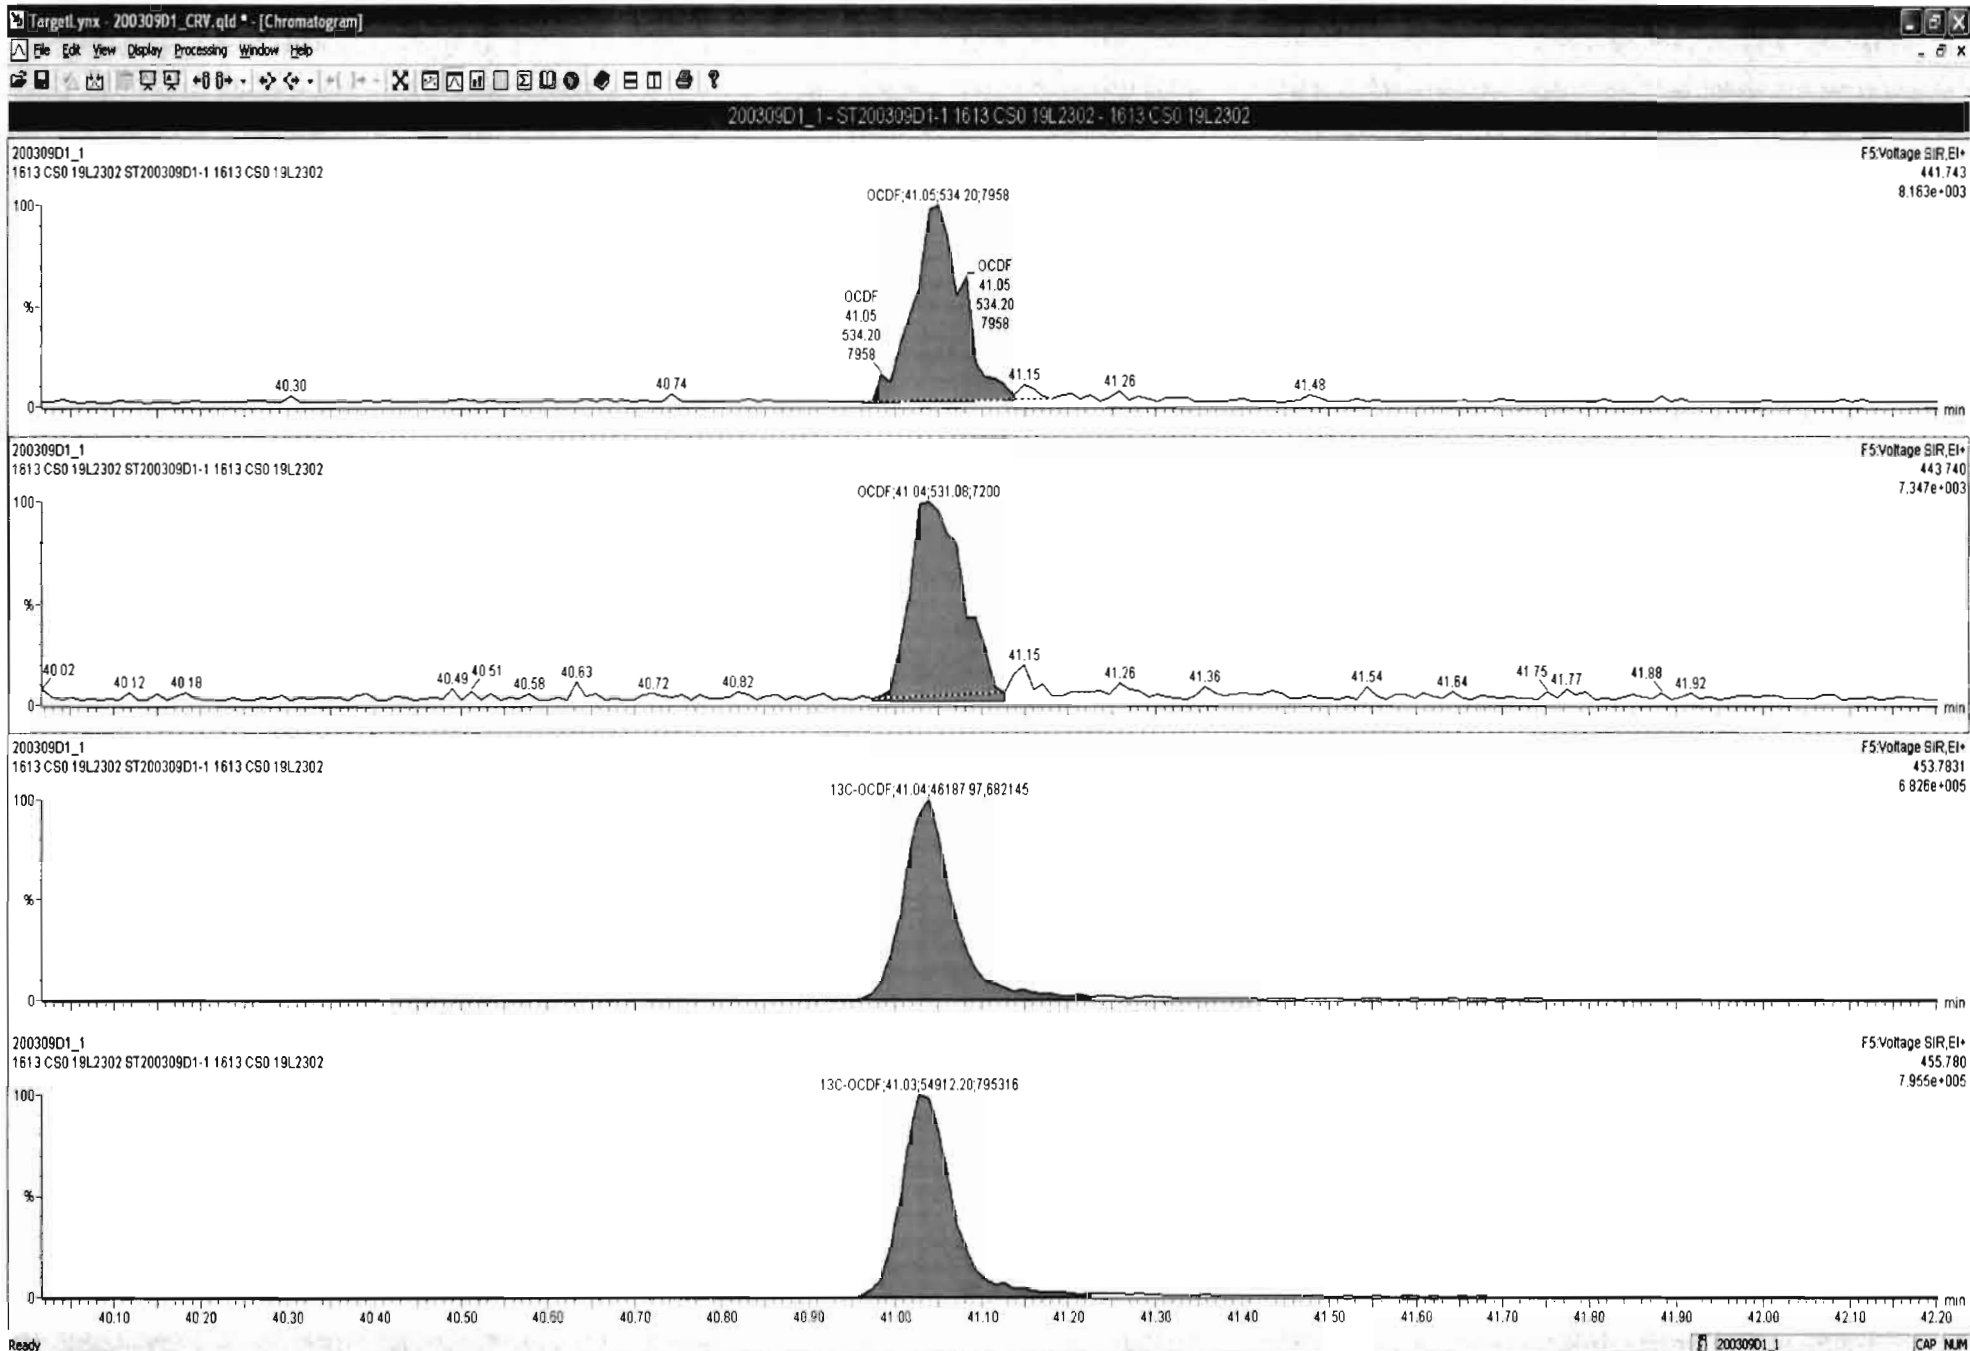 TargetLynx - 200309D1_CRV.qld * - [Chromatogram]
File Edit View Display Processing Window Help
200309D1_1 - ST200309D1-1 1613 CS0 19L2302 - 1613 CS0 19L2302
200309D1_1
1613 CS0 19L2302 ST200309D1-1 1613 CS0 19L2302
F5:Voltage SIR,EI+
441.743
8.163e+003
OCDF;41.05;534.20;7958
OCDF
41.05
534.20
7958
OCDF
41.05
534.20
7958
100
%
0
40.30
40.74
41.15
41.26
41.48
min
200309D1_1
1613 CS0 19L2302 ST200309D1-1 1613 CS0 19L2302
F5:Voltage SIR,EI+
443.740
7.347e+003
OCDF;41.04;531.08;7200
100
%
0
40.02
40.12
40.18
40.49
40.51
40.58
40.63
40.72
40.82
41.15
41.26
41.36
41.54
41.64
41.75
41.77
41.88
41.92
min
200309D1_1
1613 CS0 19L2302 ST200309D1-1 1613 CS0 19L2302
F5:Voltage SIR,EI+
453.7831
6.826e+005
13C-OCDF;41.04;46187.97;682145
100
%
0
min
200309D1_1
1613 CS0 19L2302 ST200309D1-1 1613 CS0 19L2302
F5:Voltage SIR,EI+
455.780
7.955e+005
13C-OCDF;41.03;54912.20;795316
100
%
0
min
40.10 40.20 40.30 40.40 40.50 40.60 40.70 40.80 40.90 41.00 41.10 41.20 41.30 41.40 41.50 41.60 41.70 41.80 41.90 42.00 42.10 42.20
Ready
200309D1_1
CAP NUM